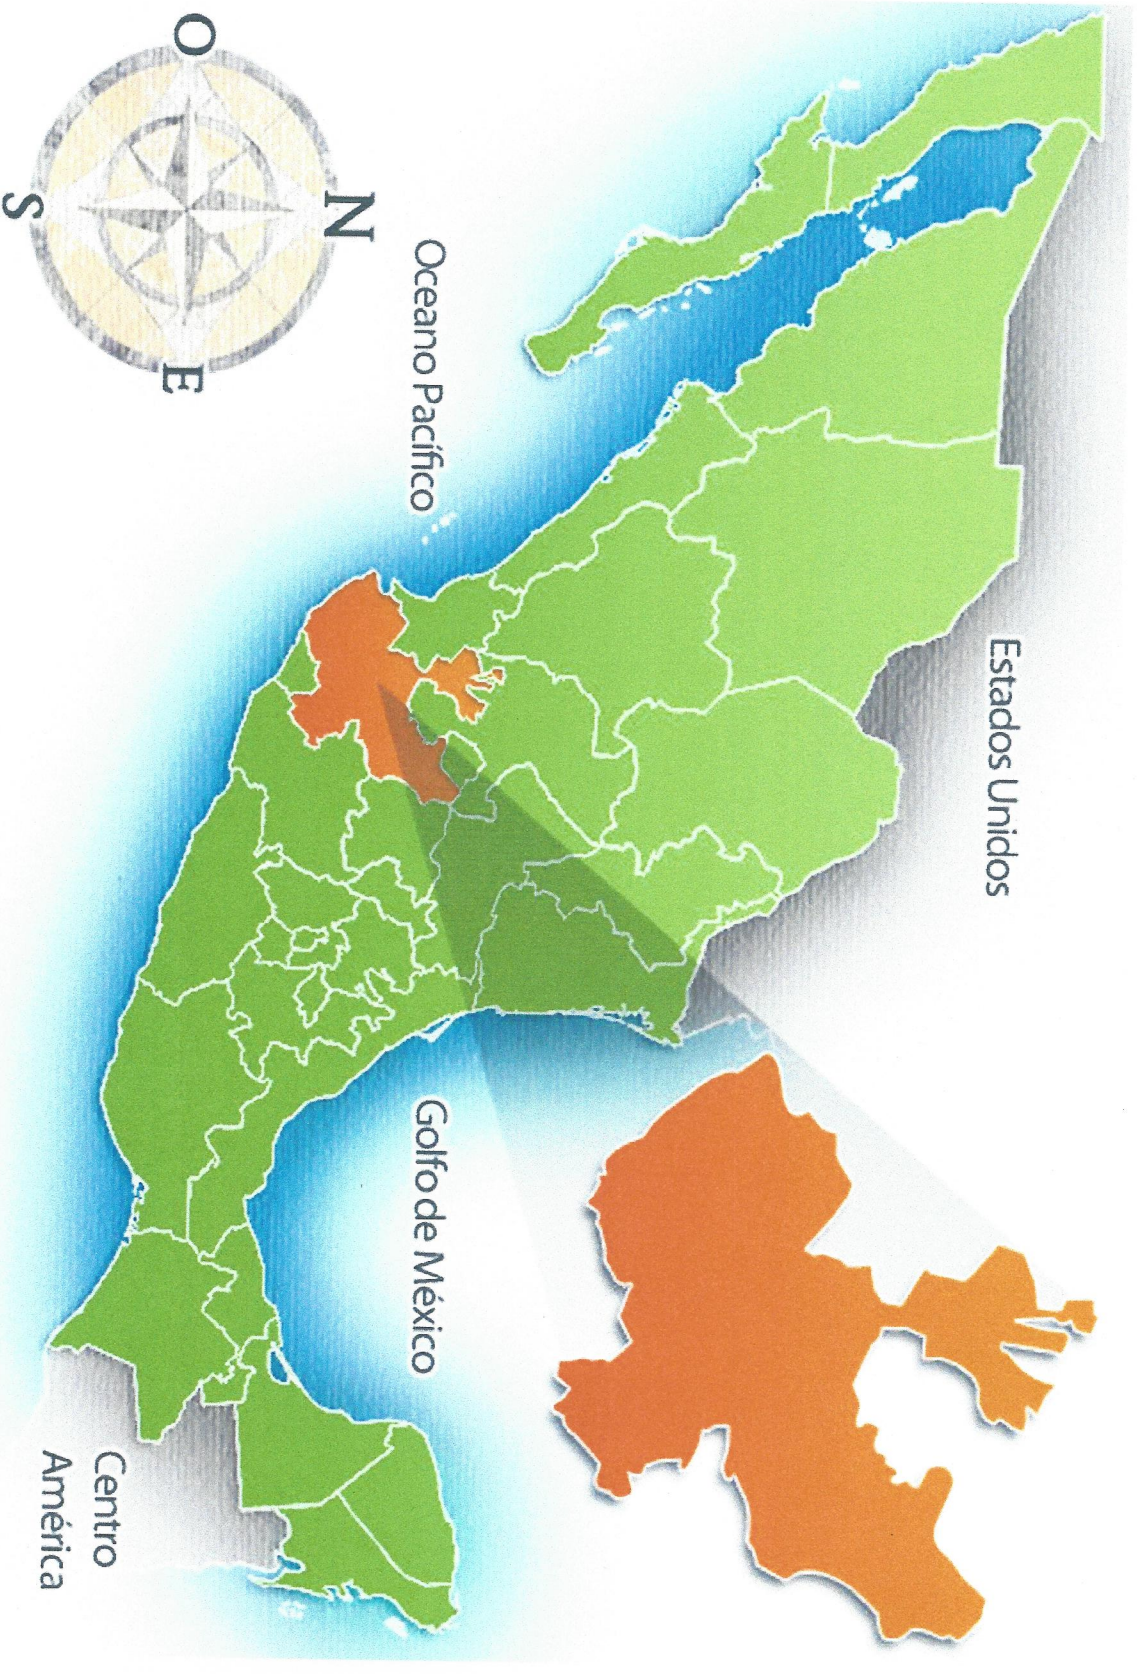 Estados Unidos
Oceano Pacífico
Golfo de México
Centro
América
N
O
E
S